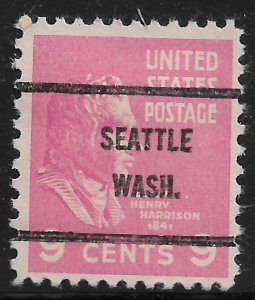 UNITED
STATES
POSTAGE
SEATTLE
WASH.
HENRY
HARRISON
1841
9 CENTS 9